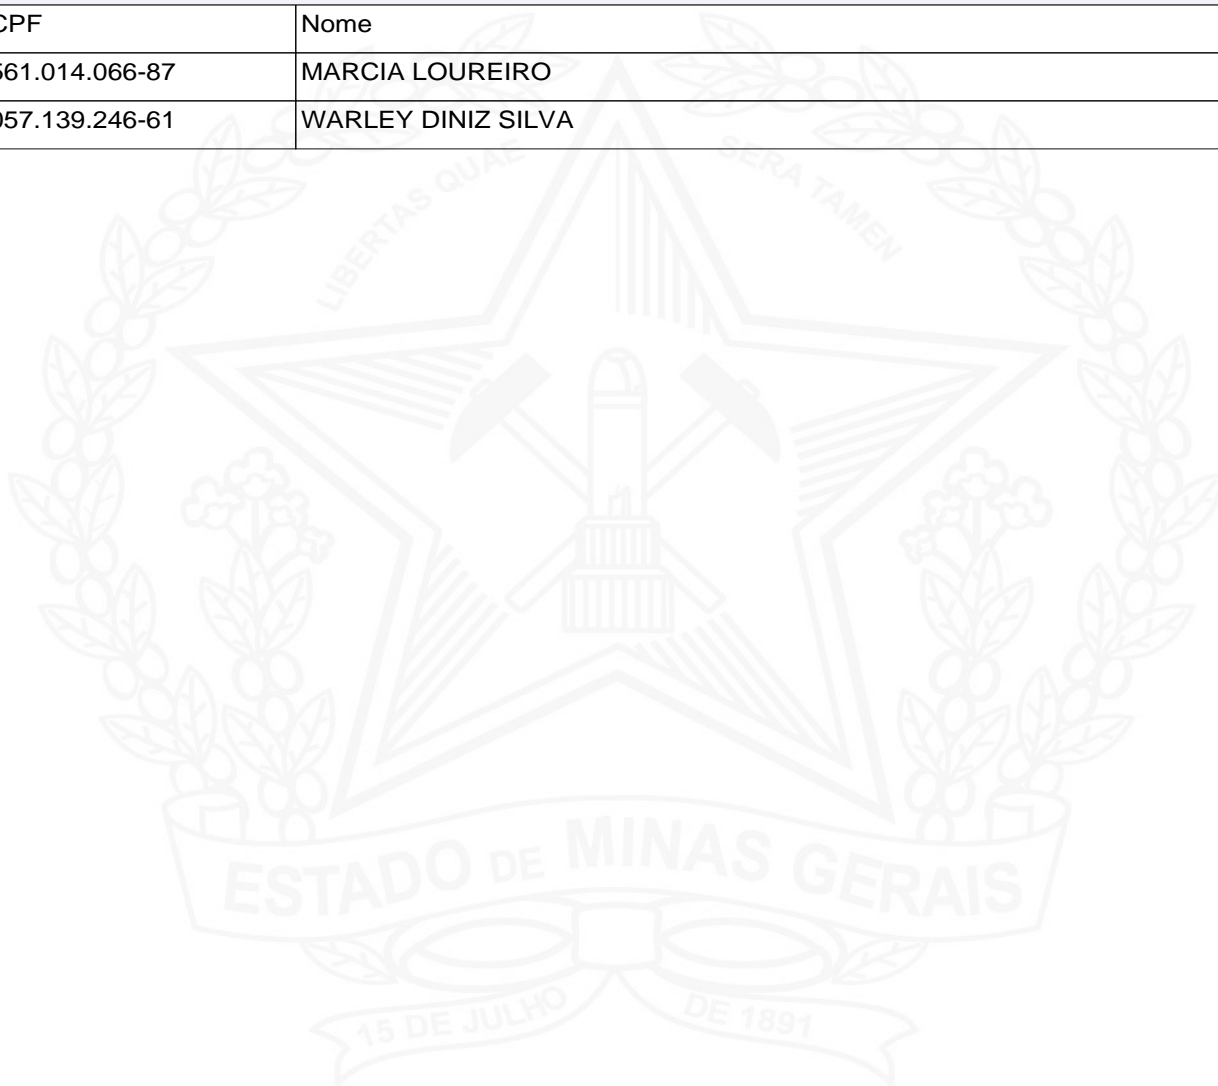 CPF Nome
561.014.066-87 MARCIA LOUREIRO
057.139.246-61 WARLEY DINIZ SILVA
LIBERTAS QUAE SERA TAMEN
ESTADO DE MINAS GERAIS
15 DE JULHO DE 1891